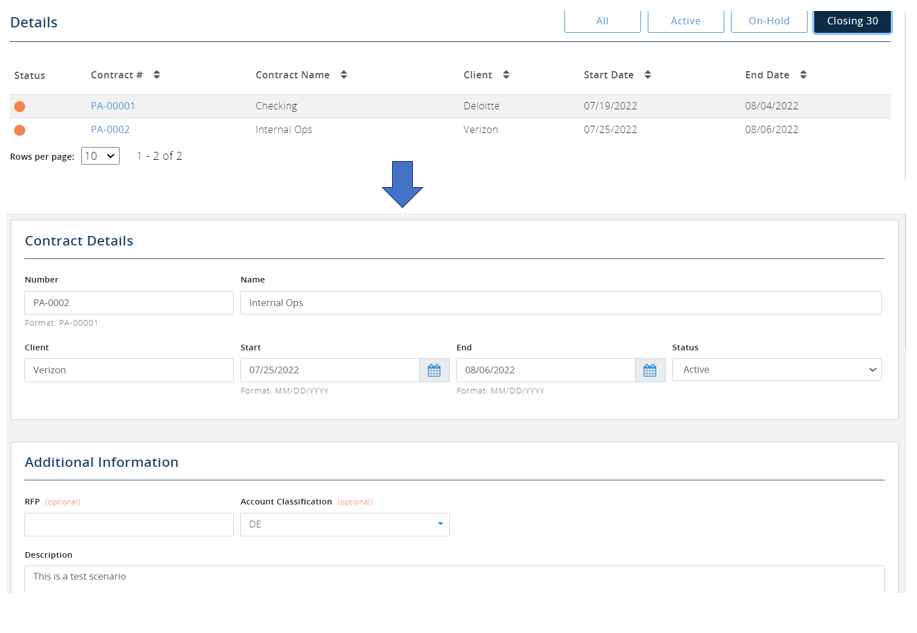 Details All Active On-Hold Closing 30
Status Contract # Contract Name Client Start Date End Date
PA-00001 Checking Deloitte 07/19/2022 08/04/2022
PA-0002 Internal Ops Verizon 07/25/2022 08/06/2022
Rows per page: 10 1 - 2 of 2
Contract Details
Number Name
PA-0002 Internal Ops
Format: PA-00001
Client Start End Status
Verizon 07/25/2022 08/06/2022 Active
Format: MM/DD/YYYY Format: MM/DD/YYYY
Additional Information
RFP (optional) Account Classification (optional)
DE
Description
This is a test scenario